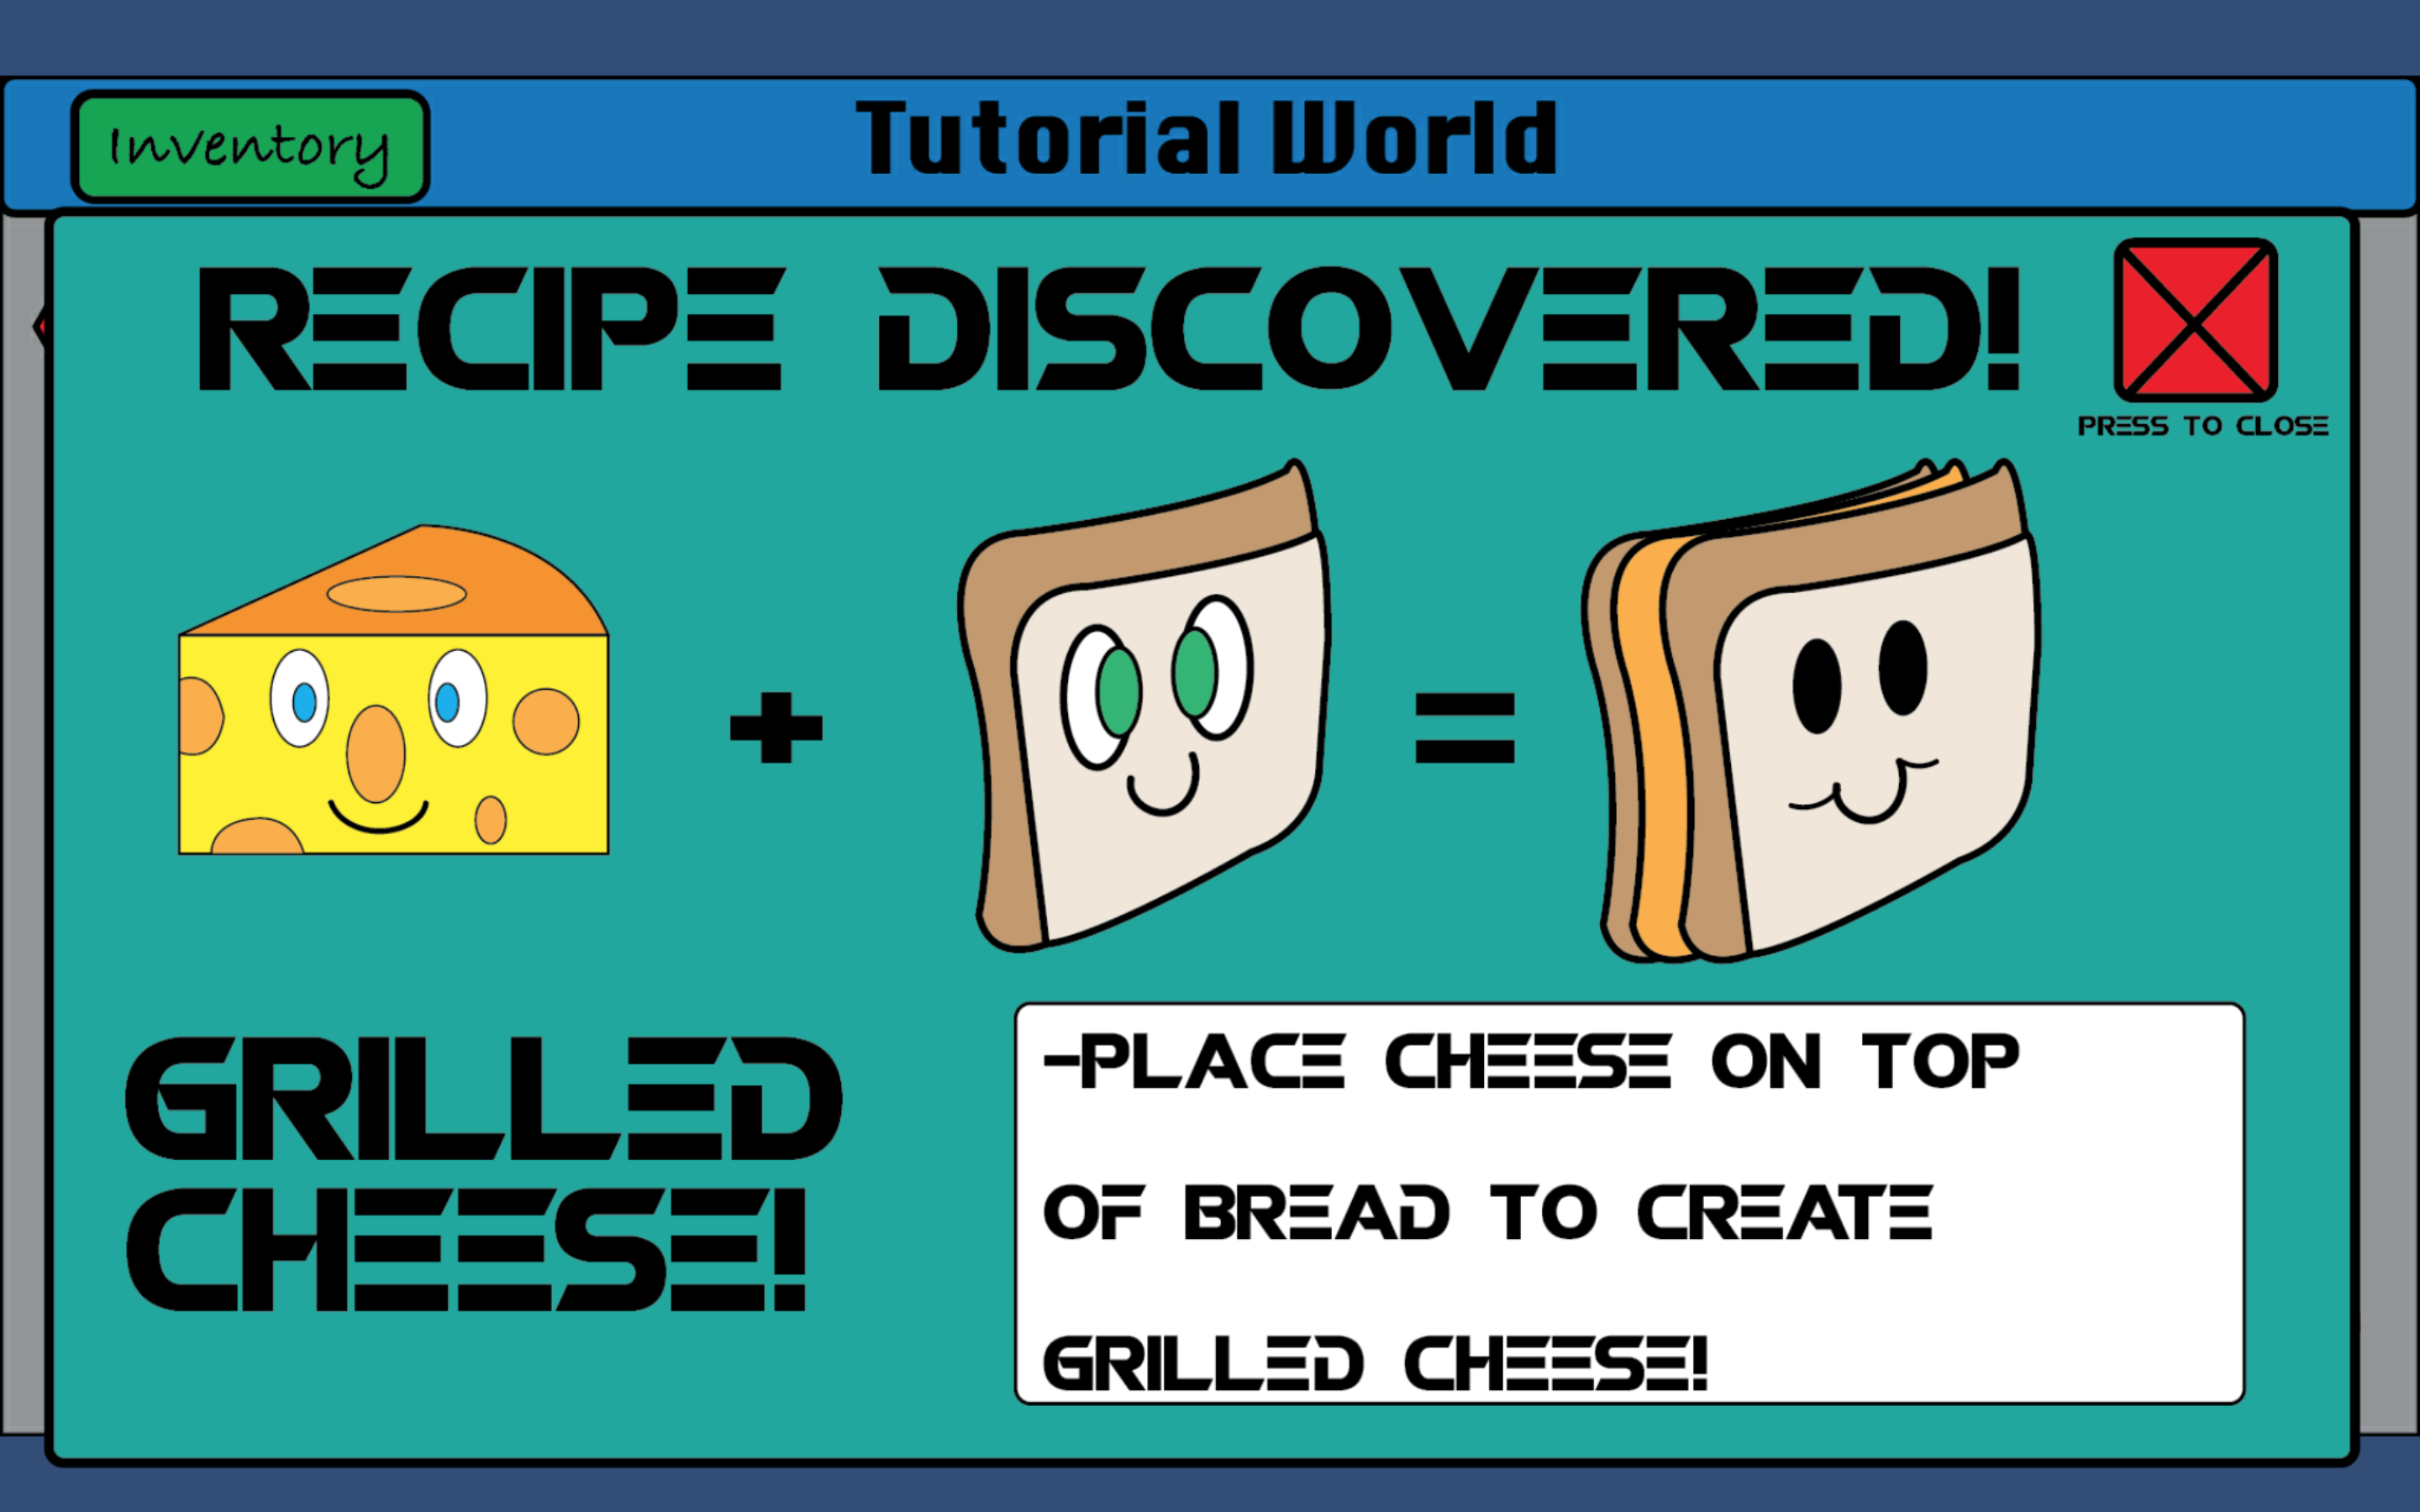 Inventory
Tutorial World
RECIPE DISCOVERED!
PRESS TO CLOSE
+
=
GRILLED
CHEESE!
-PLACE CHEESE ON TOP
OF BREAD TO CREATE
GRILLED CHEESE!